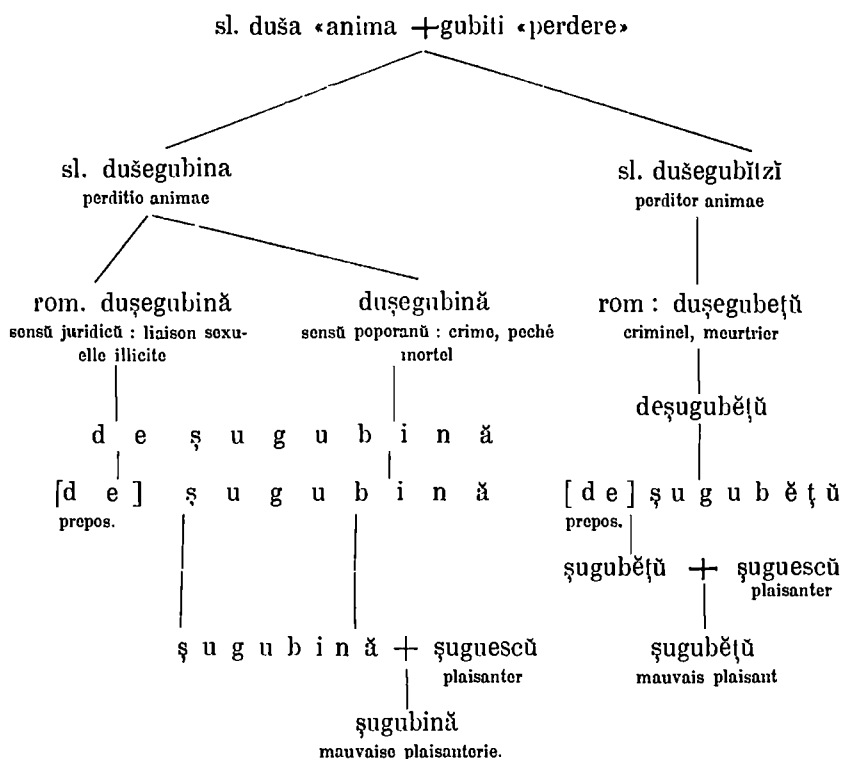 sl. duša «anima + gubiti «perdere»
sl. dušegubina
perditio animae
sl. dušegubĭtzĭ
perditor animae
rom. dușegubină
sensŭ juridicŭ : liaison sexu-
elle illicite
dușegubină
sensŭ poporanŭ : crime, peché
mortel
rom : dușegubețŭ
criminel, meurtrier
deșugubĕțŭ
d e ș u g u b i n ă
[d e] ș u g u b i n ă
prepos.
[d e] ș u g u b ĕ ț ŭ
prepos.
șugubĕțŭ + șuguescŭ
plaisanter
ș u g u b i n ă + șuguescŭ
plaisanter
șugubĕțŭ
mauvais plaisant
șugubină
mauvaise plaisanterie.